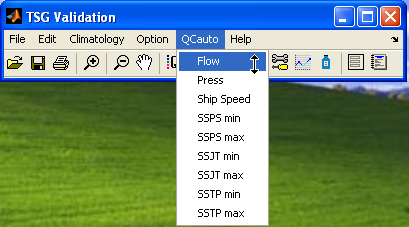 TSG Validation
File Edit Climatology Option QCauto Help
Flow
Press
Ship Speed
SSPS min
SSPS max
SSJT min
SSJT max
SSTP min
SSTP max